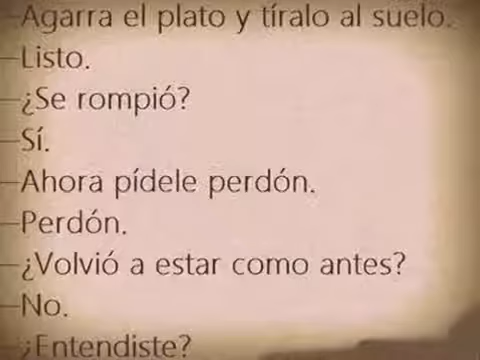 —Agarra el plato y tíralo al suelo.
—Listo.
—¿Se rompió?
—Sí.
—Ahora pídele perdón.
—Perdón.
—¿Volvió a estar como antes?
—No.
—¿Entendiste?